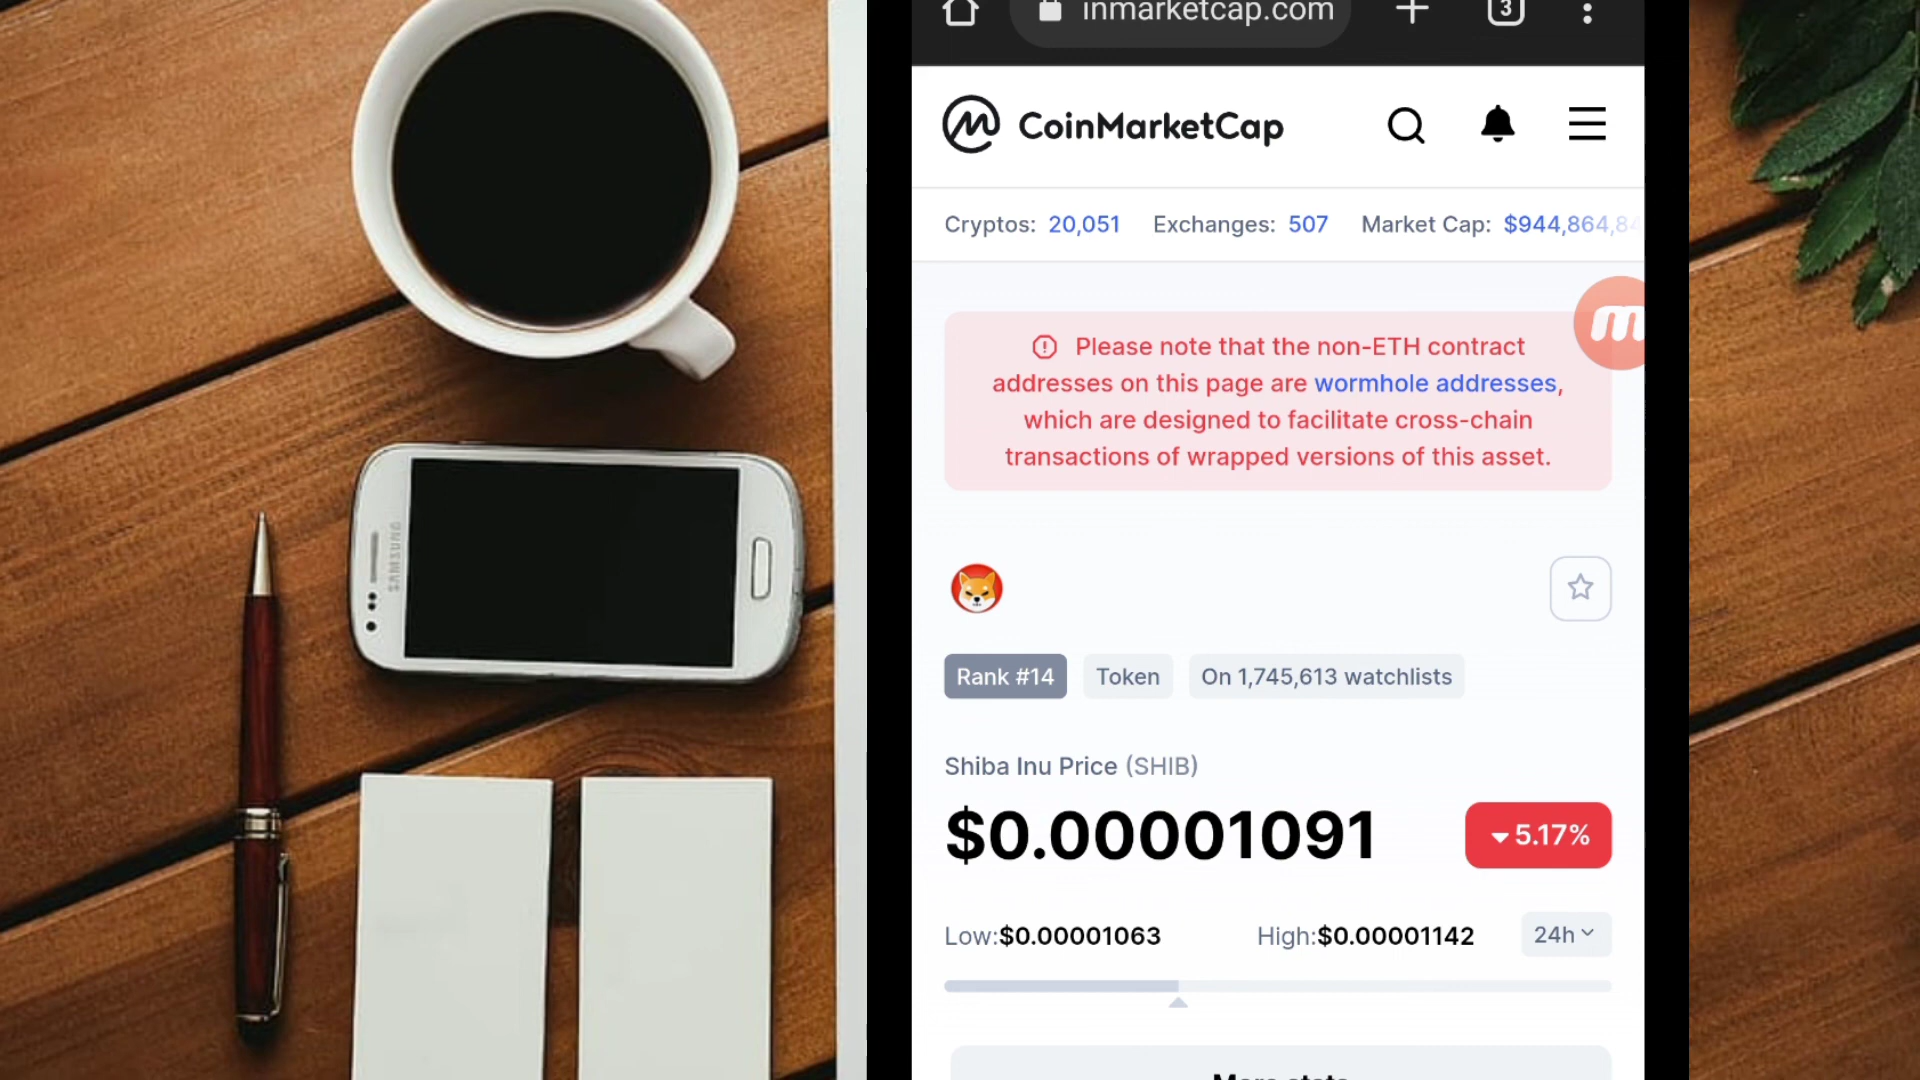 SAMSUNG
inmarketcap.com
3
CoinMarketCap
Cryptos: 20,051 Exchanges: 507 Market Cap: $944,864,84
Please note that the non-ETH contract
addresses on this page are wormhole addresses,
which are designed to facilitate cross-chain
transactions of wrapped versions of this asset.
Rank #14 Token On 1,745,613 watchlists
Shiba Inu Price (SHIB)
$0.00001091 5.17%
Low:$0.00001063 High:$0.00001142 24h
More stats